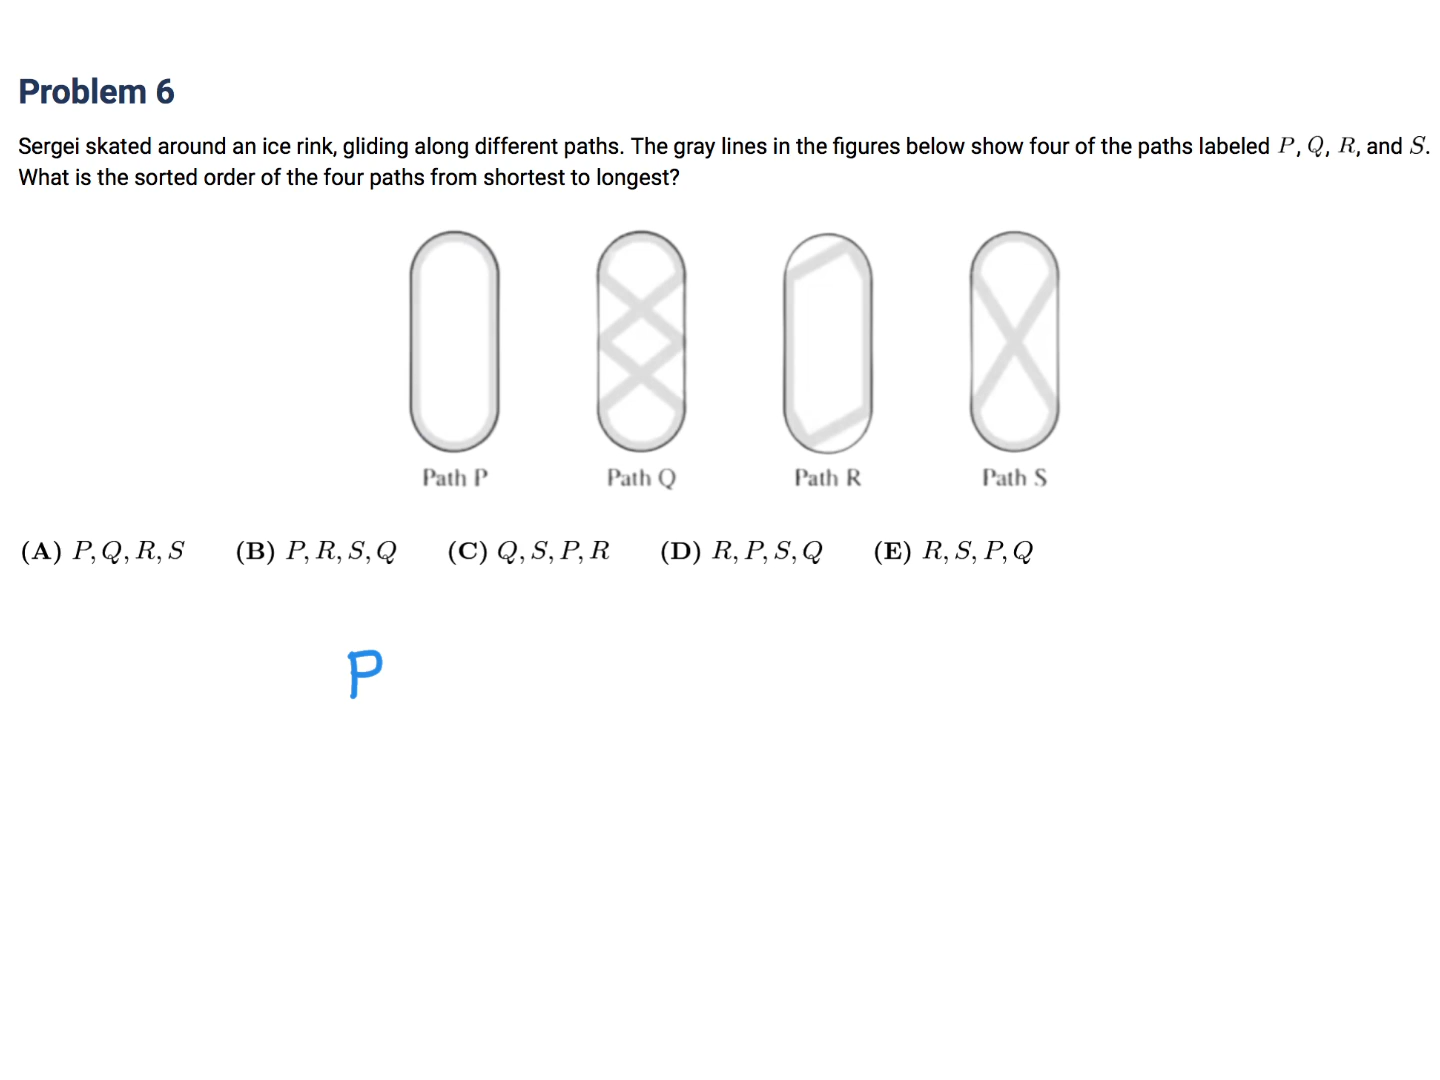 Problem 6
Sergei skated around an ice rink, gliding along different paths. The gray lines in the figures below show four of the paths labeled P, Q, R, and S.
What is the sorted order of the four paths from shortest to longest?
Path P Path Q Path R Path S
(A) P, Q, R, S (B) P, R, S, Q (C) Q, S, P, R (D) R, P, S, Q (E) R, S, P, Q
P